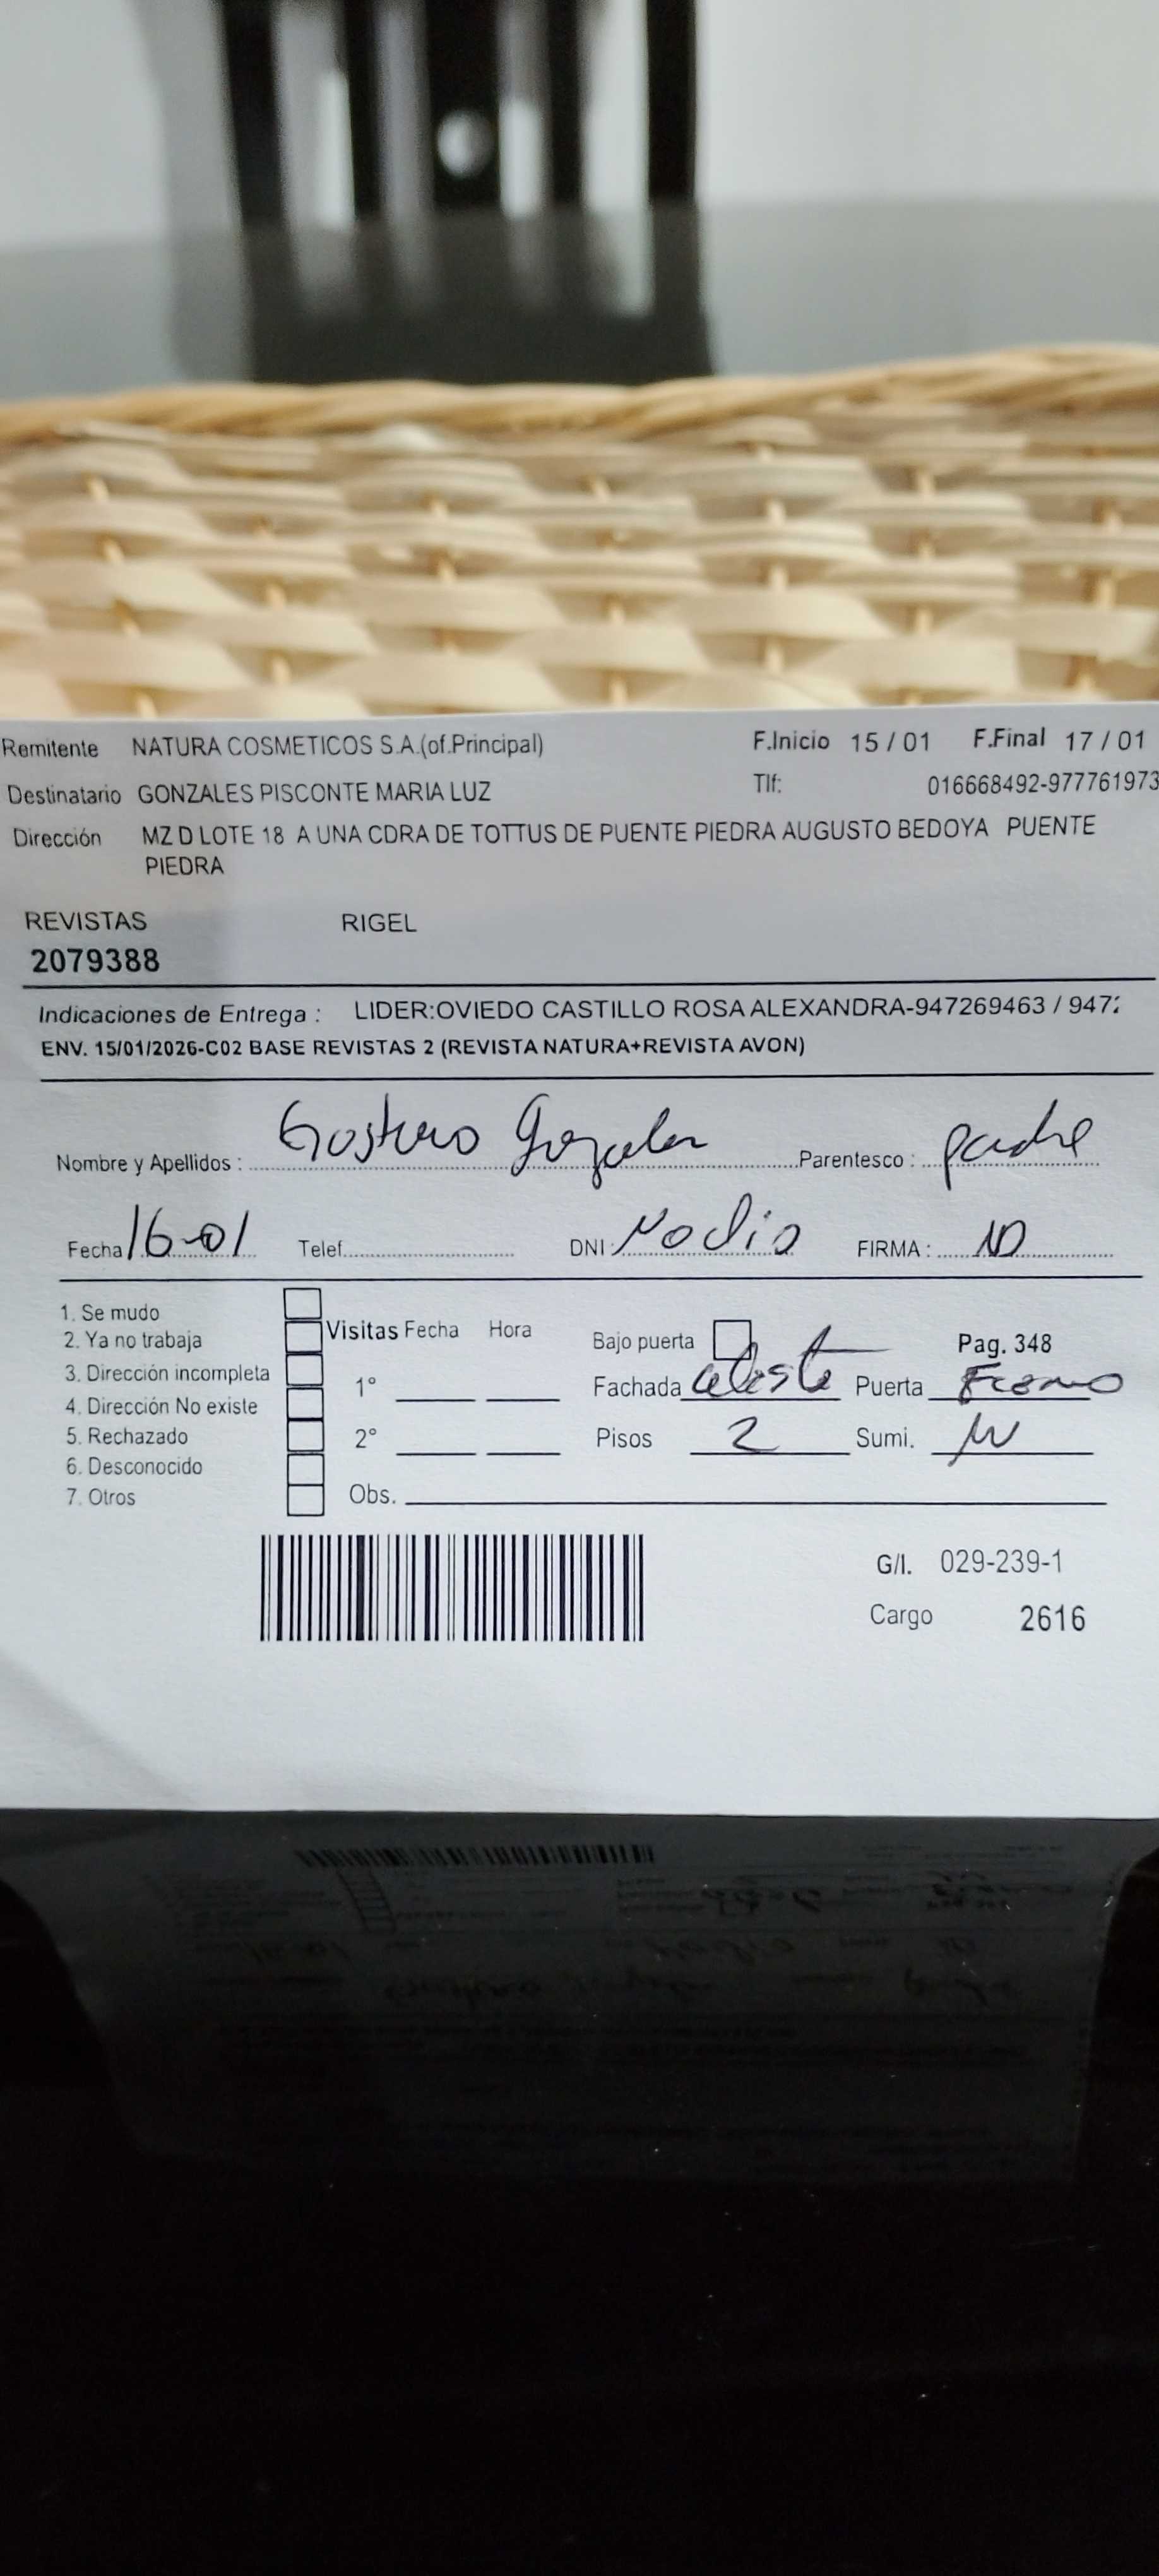 Remitente NATURA COSMETICOS S.A.(of.Principal) F.Inicio 15 / 01 F.Final 17 / 01
Destinatario GONZALES PISCONTE MARIA LUZ Tlf: 016668492-977761973
Dirección MZ D LOTE 18 A UNA CDRA DE TOTTUS DE PUENTE PIEDRA AUGUSTO BEDOYA PUENTE
PIEDRA
REVISTAS RIGEL
2079388
Indicaciones de Entrega : LIDER:OVIEDO CASTILLO ROSA ALEXANDRA-947269463 / 947
ENV. 15/01/2026-C02 BASE REVISTAS 2 (REVISTA NATURA+REVISTA AVON)
Nombre y Apellidos : Gustavo Gonzales Parentesco : padre
Fecha 16-01 Telef. DNI: No dio FIRMA : ND
1. Se mudo
2. Ya no trabaja Visitas Fecha Hora Bajo puerta Pag. 348
3. Dirección incompleta 1° Fachada celeste Puerta
4. Dirección No existe
5. Rechazado 2° Pisos 2 Sumi.
6. Desconocido
7. Otros Obs.
G/I. 029-239-1
Cargo 2616